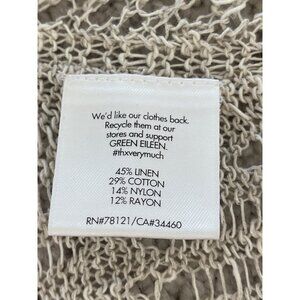 We'd like our clothes back.
Recycle them at our
stores and support
GREEN EILEEN.
#thxverymuch
45% LINEN
29% COTTON
14% NYLON
12% RAYON
RN#78121/CA#34460